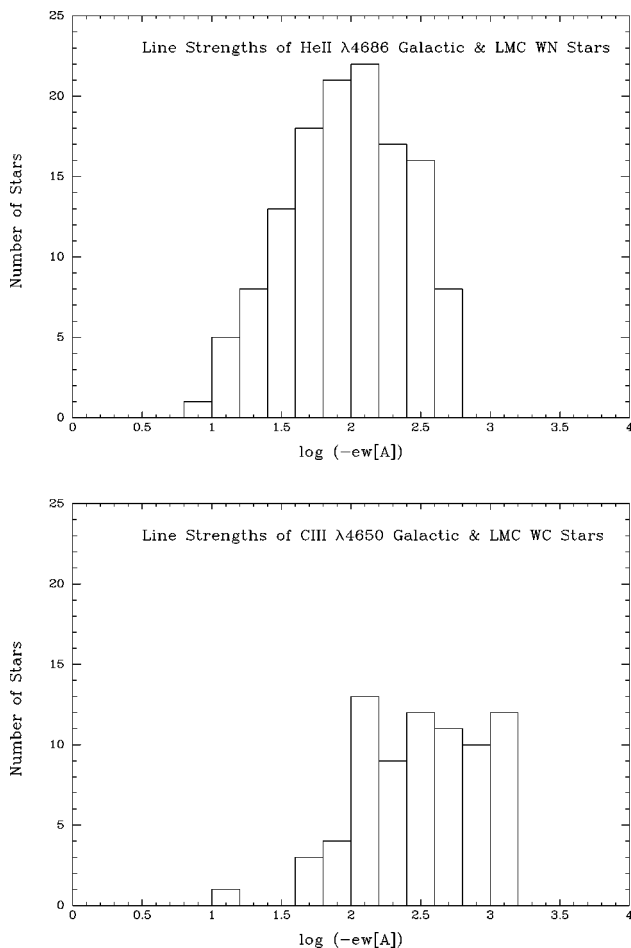 Line Strengths of HeII λ4686 Galactic & LMC WN Stars
25
20
15
10
5
0
Number of Stars
0 0.5 1 1.5 2 2.5 3 3.5 4
log (-ew[A])
Line Strengths of CIII λ4650 Galactic & LMC WC Stars
25
20
15
10
5
0
Number of Stars
0 0.5 1 1.5 2 2.5 3 3.5 4
log (-ew[A])